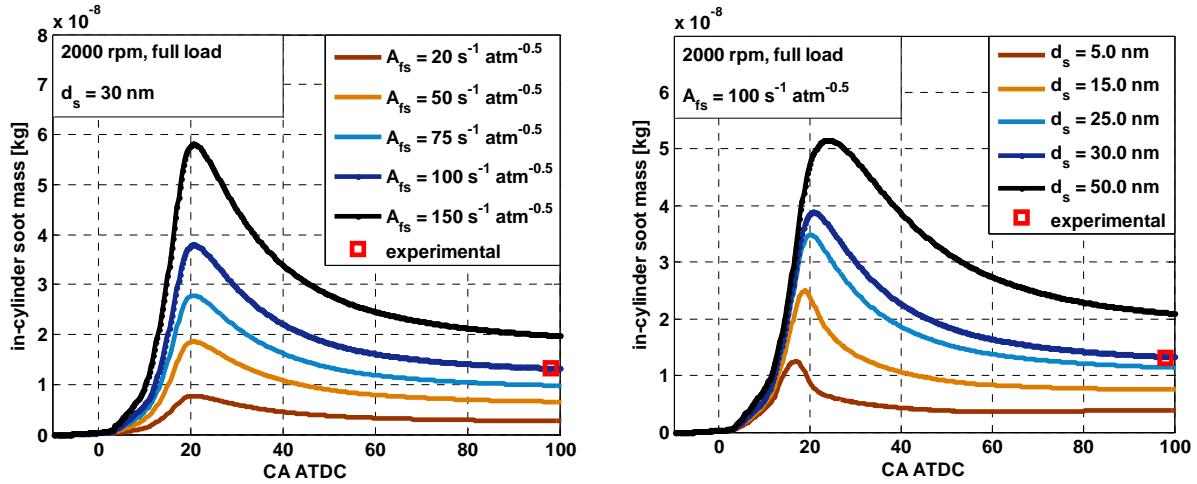 x 10⁻⁸
8
7
6
5
4
3
2
1
0
in-cylinder soot mass [kg]
2000 rpm, full load
d_s = 30 nm
A_fs = 20 s⁻¹ atm⁻⁰·⁵
A_fs = 50 s⁻¹ atm⁻⁰·⁵
A_fs = 75 s⁻¹ atm⁻⁰·⁵
A_fs = 100 s⁻¹ atm⁻⁰·⁵
A_fs = 150 s⁻¹ atm⁻⁰·⁵
experimental
0 20 40 60 80 100
CA ATDC
x 10⁻⁸
6
5
4
3
2
1
0
in-cylinder soot mass [kg]
2000 rpm, full load
A_fs = 100 s⁻¹ atm⁻⁰·⁵
d_s = 5.0 nm
d_s = 15.0 nm
d_s = 25.0 nm
d_s = 30.0 nm
d_s = 50.0 nm
experimental
0 20 40 60 80 100
CA ATDC